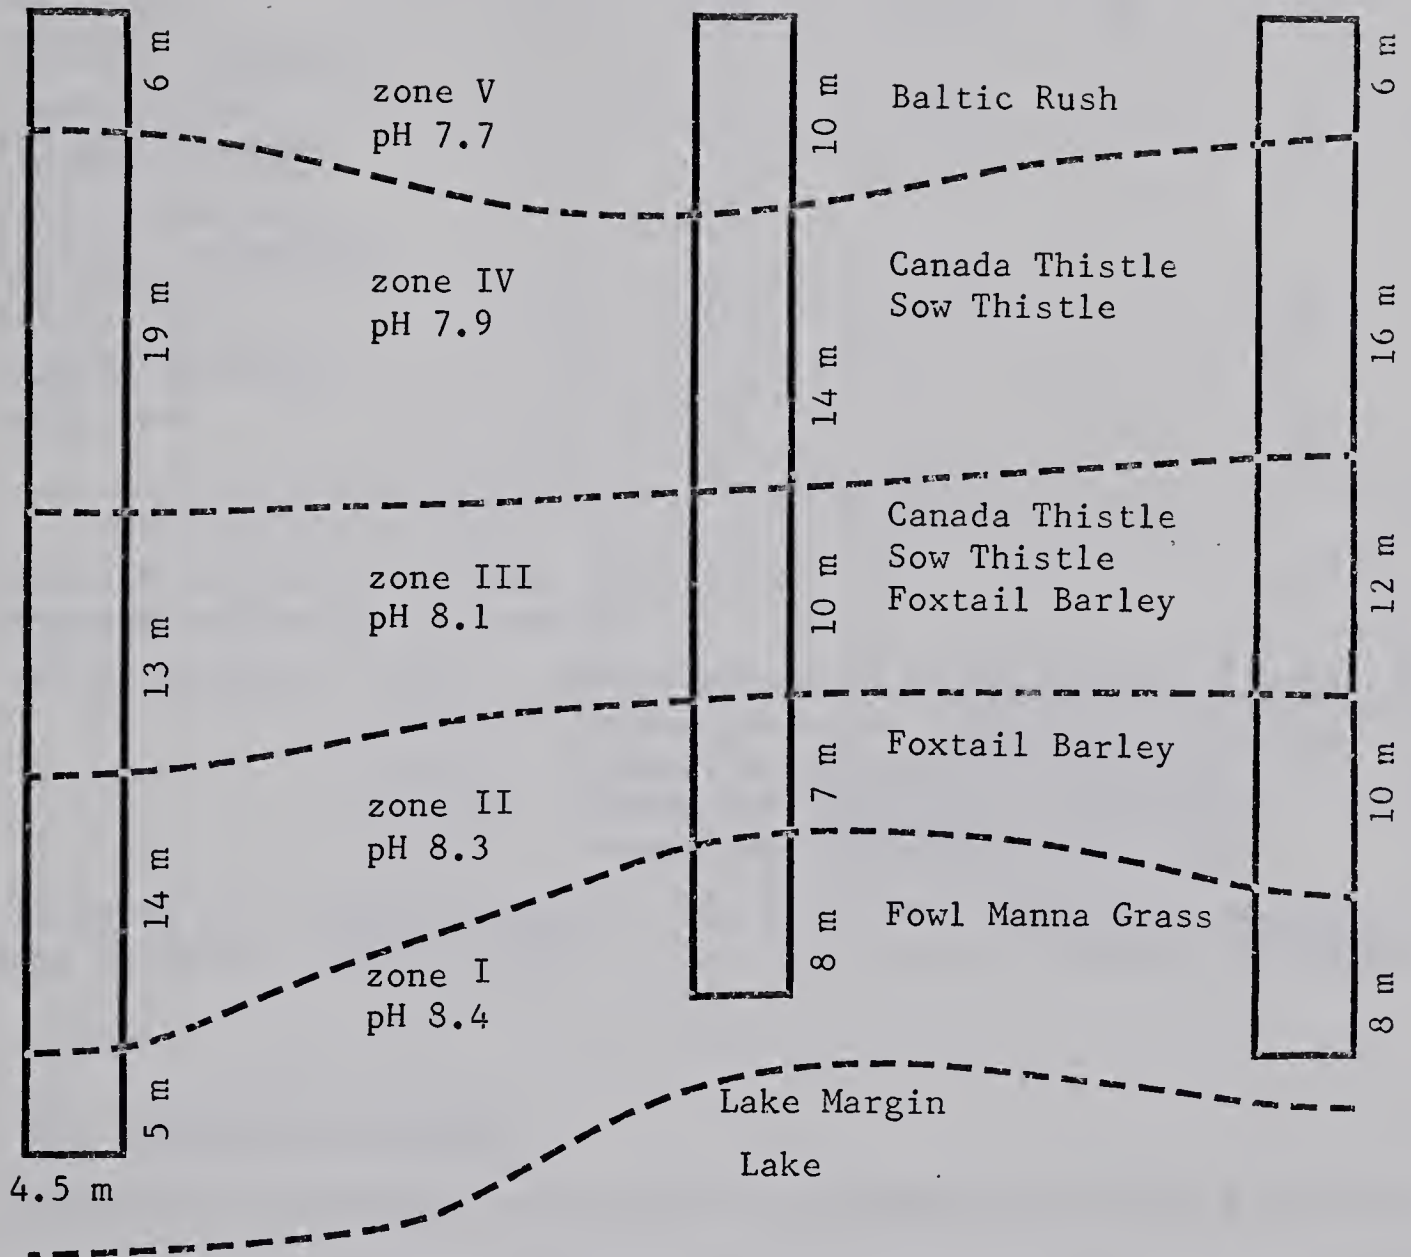 6 m
zone V
pH 7.7
10 m
Baltic Rush
6 m
19 m
zone IV
pH 7.9
14 m
Canada Thistle
Sow Thistle
16 m
13 m
zone III
pH 8.1
10 m
Canada Thistle
Sow Thistle
Foxtail Barley
12 m
14 m
zone II
pH 8.3
7 m
Foxtail Barley
10 m
5 m
zone I
pH 8.4
8 m
Fowl Manna Grass
8 m
4.5 m
Lake Margin
Lake